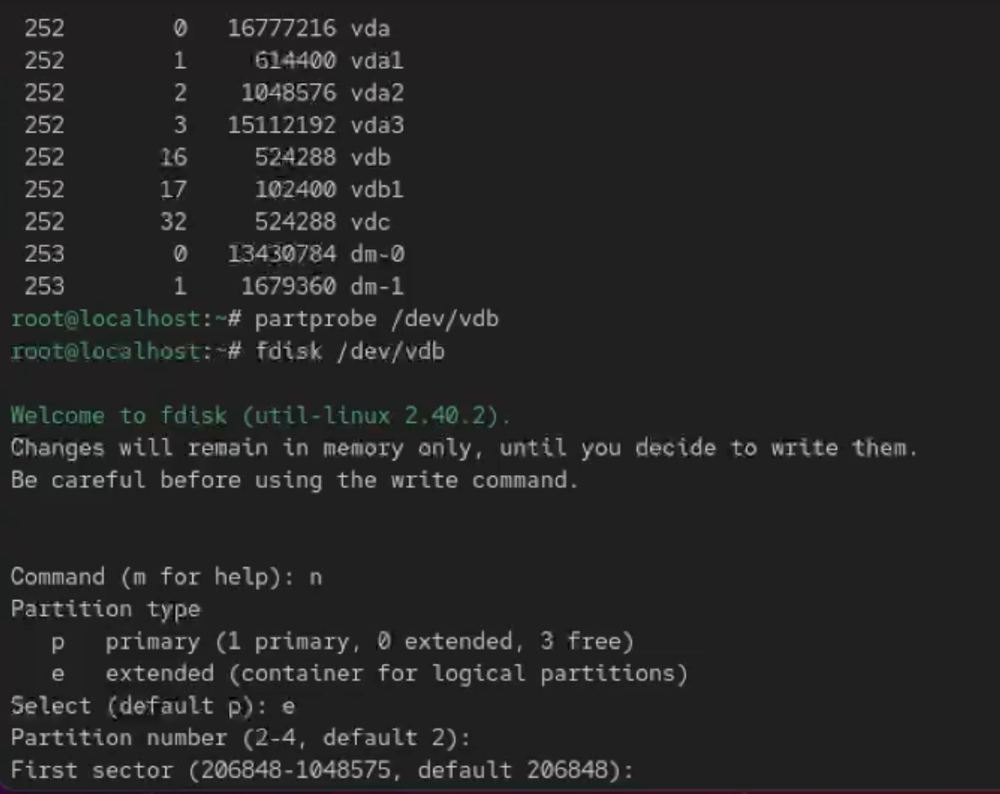 252 0 16777216 vda
252 1 614400 vda1
252 2 1048576 vda2
252 3 15112192 vda3
252 16 524288 vdb
252 17 102400 vdb1
252 32 524288 vdc
253 0 13430784 dm-0
253 1 1679360 dm-1
root@localhost:~# partprobe /dev/vdb
root@localhost:~# fdisk /dev/vdb
Welcome to fdisk (util-linux 2.40.2).
Changes will remain in memory only, until you decide to write them.
Be careful before using the write command.
Command (m for help): n
Partition type
p primary (1 primary, 0 extended, 3 free)
e extended (container for logical partitions)
Select (default p): e
Partition number (2-4, default 2):
First sector (206848-1048575, default 206848):